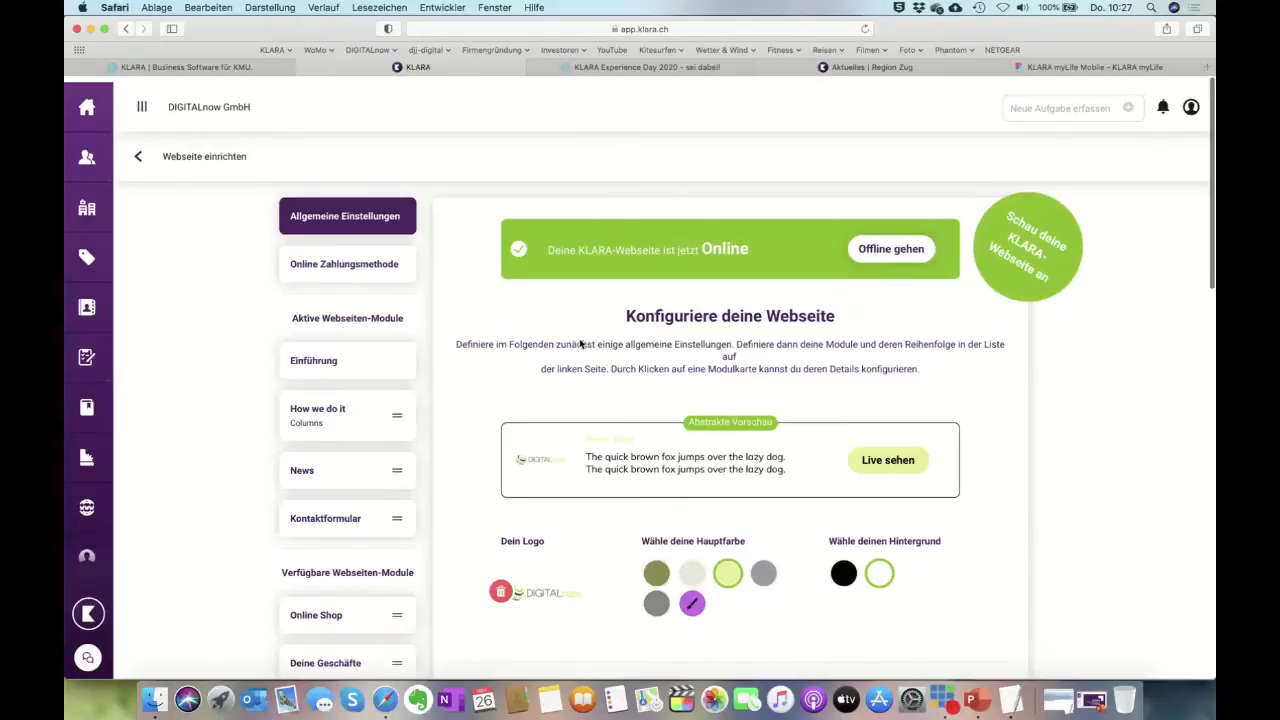 Safari Ablage Bearbeiten Darstellung Verlauf Lesezeichen Entwickler Fenster Hilfe
100% Do. 10:27
app.klara.ch
KLARA WoMo DIGITALnow djj-digital Firmengründung Investoren YouTube Kitesurfen Wetter & Wind Fitness Reisen Filmen Foto Phantom NETGEAR
KLARA | Business Software für KMU. KLARA KLARA Experience Day 2020 - sei dabei! Aktuelles | Region Zug KLARA myLife Mobile - KLARA myLife
DIGITALnow GmbH
Neue Aufgabe erfassen
Webseite einrichten
Allgemeine Einstellungen
Online Zahlungsmethode
Aktive Webseiten-Module
Einführung
How we do it
Columns
News
Kontaktformular
Verfügbare Webseiten-Module
Online Shop
Deine Geschäfte
Deine KLARA-Webseite ist jetzt Online
Offline gehen
Schau deine
KLARA-
Webseite an
Konfiguriere deine Webseite
Definiere im Folgenden zunächst einige allgemeine Einstellungen. Definiere dann deine Module und deren Reihenfolge in der Liste
auf
der linken Seite. Durch Klicken auf eine Modulkarte kannst du deren Details konfigurieren.
Abstrakte Vorschau
DIGITALnow
The quick brown fox jumps over the lazy dog.
The quick brown fox jumps over the lazy dog.
Live sehen
Dein Logo
DIGITALnow
Wähle deine Hauptfarbe
Wähle deinen Hintergrund
26
tv